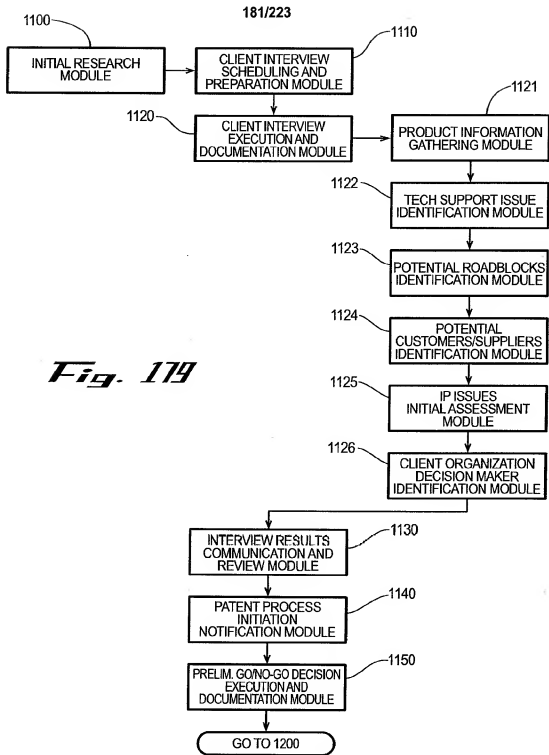 181/223
1100
INITIAL RESEARCH
MODULE
1110
CLIENT INTERVIEW
SCHEDULING AND
PREPARATION MODULE
1120
CLIENT INTERVIEW
EXECUTION AND
DOCUMENTATION MODULE
1121
PRODUCT INFORMATION
GATHERING MODULE
1122
TECH SUPPORT ISSUE
IDENTIFICATION MODULE
1123
POTENTIAL ROADBLOCKS
IDENTIFICATION MODULE
1124
POTENTIAL
CUSTOMERS/SUPPLIERS
IDENTIFICATION MODULE
Fig. 179
1125
IP ISSUES
INITIAL ASSESSMENT
MODULE
1126
CLIENT ORGANIZATION
DECISION MAKER
IDENTIFICATION MODULE
1130
INTERVIEW RESULTS
COMMUNICATION AND
REVIEW MODULE
1140
PATENT PROCESS
INITIATION
NOTIFICATION MODULE
1150
PRELIM. GO/NO-GO DECISION
EXECUTION AND
DOCUMENTATION MODULE
GO TO 1200